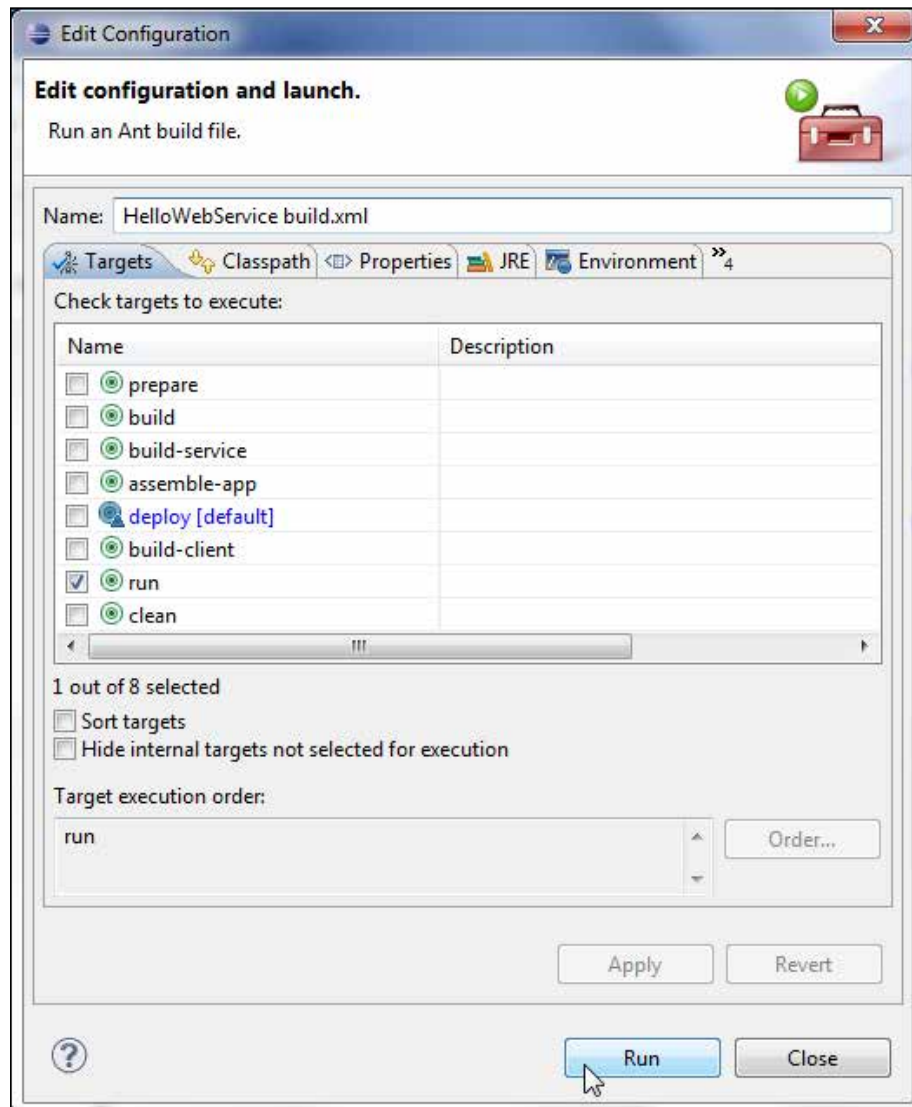 Edit Configuration
X
Edit configuration and launch.
Run an Ant build file.
Name: HelloWebService build.xml
Targets Classpath Properties JRE Environment »4
Check targets to execute:
Name Description
prepare
build
build-service
assemble-app
deploy [default]
build-client
run
clean
1 out of 8 selected
Sort targets
Hide internal targets not selected for execution
Target execution order:
run Order...
Apply Revert
? Run Close